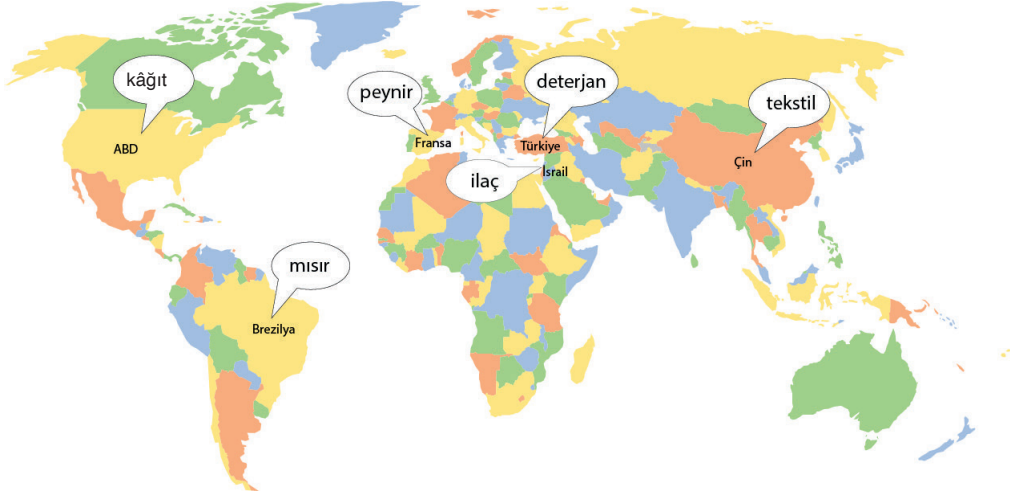 kâğıt
ABD
peynir
Fransa
deterjan
Türkiye
ilaç
İsrail
tekstil
Çin
mısır
Brezilya